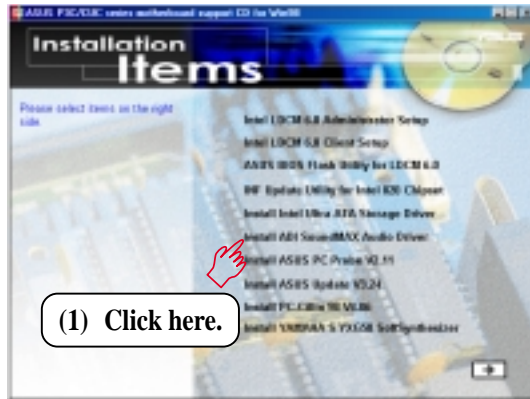 ASUS P3C/CUC series motherboard support CD for Win98
Installation
Items
Please select items on the right
side.
Intel LDCM 6.0 Administrator Setup
Intel LDCM 6.0 Client Setup
ASUS BIOS Flash Utility for LDCM 6.0
INF Update Utility for Intel 820 Chipset
Install Intel Ultra ATA Storage Driver
Install ADI SoundMAX Audio Driver
Install ASUS PC Probe V2.11
Install ASUS Update V3.24
Install PC-Cillin 98
Install YAMAHA S-YXG50 SoftSynthesizer
(1) Click here.